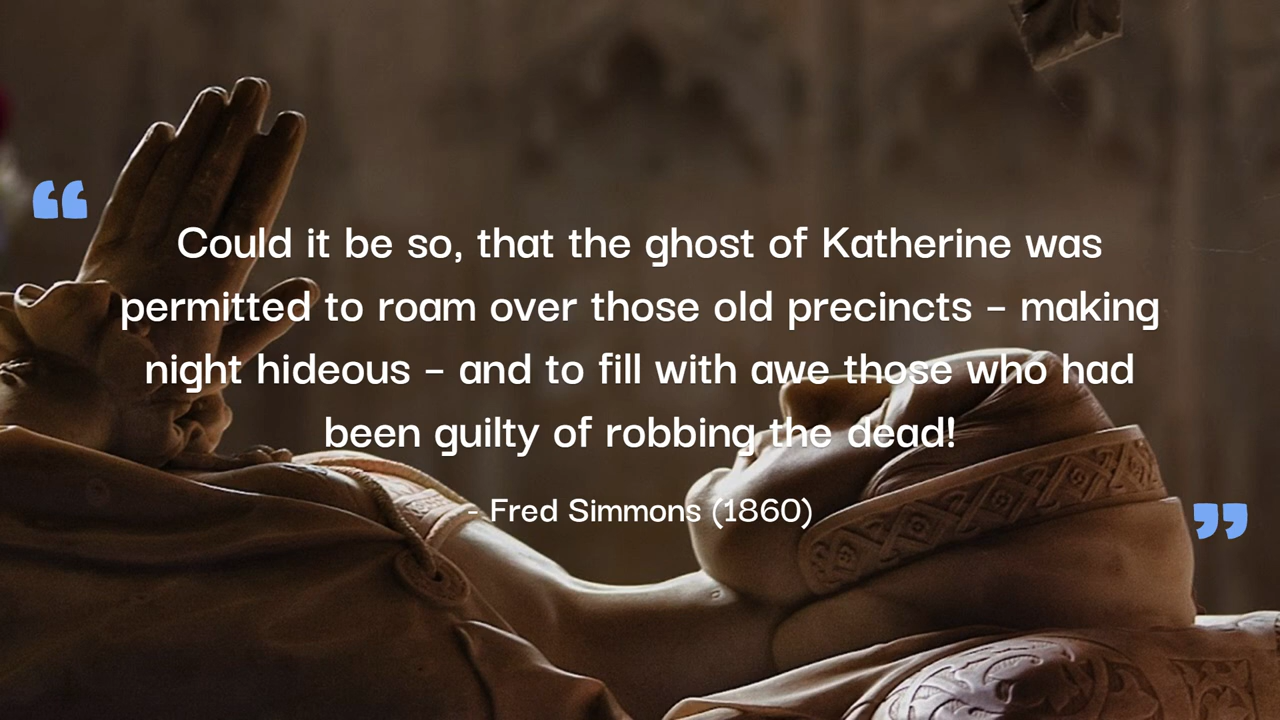 “
Could it be so, that the ghost of Katherine was
permitted to roam over those old precincts – making
night hideous – and to fill with awe those who had
been guilty of robbing the dead!
- Fred Simmons (1860)
”